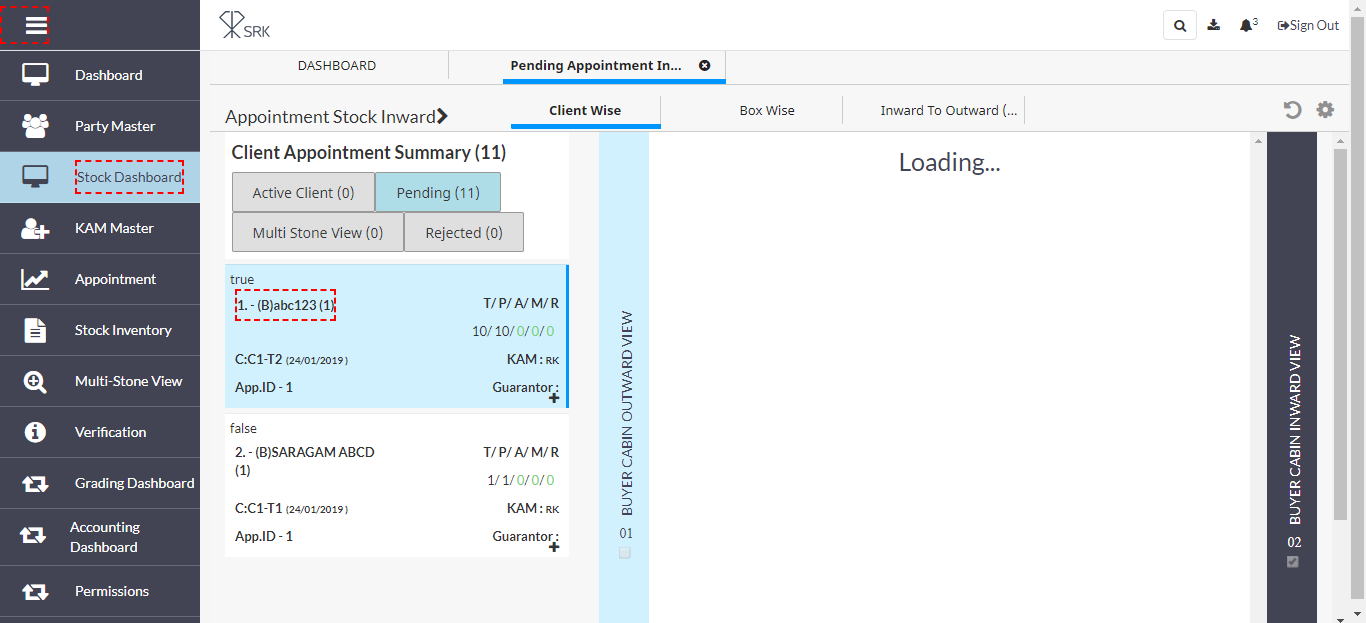 SRK
3
Sign Out
Dashboard
Party Master
Stock Dashboard
KAM Master
Appointment
Stock Inventory
Multi-Stone View
Verification
Grading Dashboard
Accounting
Dashboard
Permissions
DASHBOARD
Pending Appointment In...
Appointment Stock Inward
Client Wise
Box Wise
Inward To Outward (...
Client Appointment Summary (11)
Active Client (0)
Pending (11)
Multi Stone View (0)
Rejected (0)
true
1. - (B)abc123 (1)
T/ P/ A/ M/ R
10/ 10/ 0/ 0/ 0
C:C1-T2 (24/01/2019 )
KAM : RK
App.ID - 1
Guarantor :
false
2. - (B)SARAGAM ABCD
(1)
T/ P/ A/ M/ R
1/ 1/ 0/ 0/ 0
C:C1-T1 (24/01/2019 )
KAM : RK
App.ID - 1
Guarantor :
BUYER CABIN OUTWARD VIEW
01
Loading...
BUYER CABIN INWARD VIEW
02